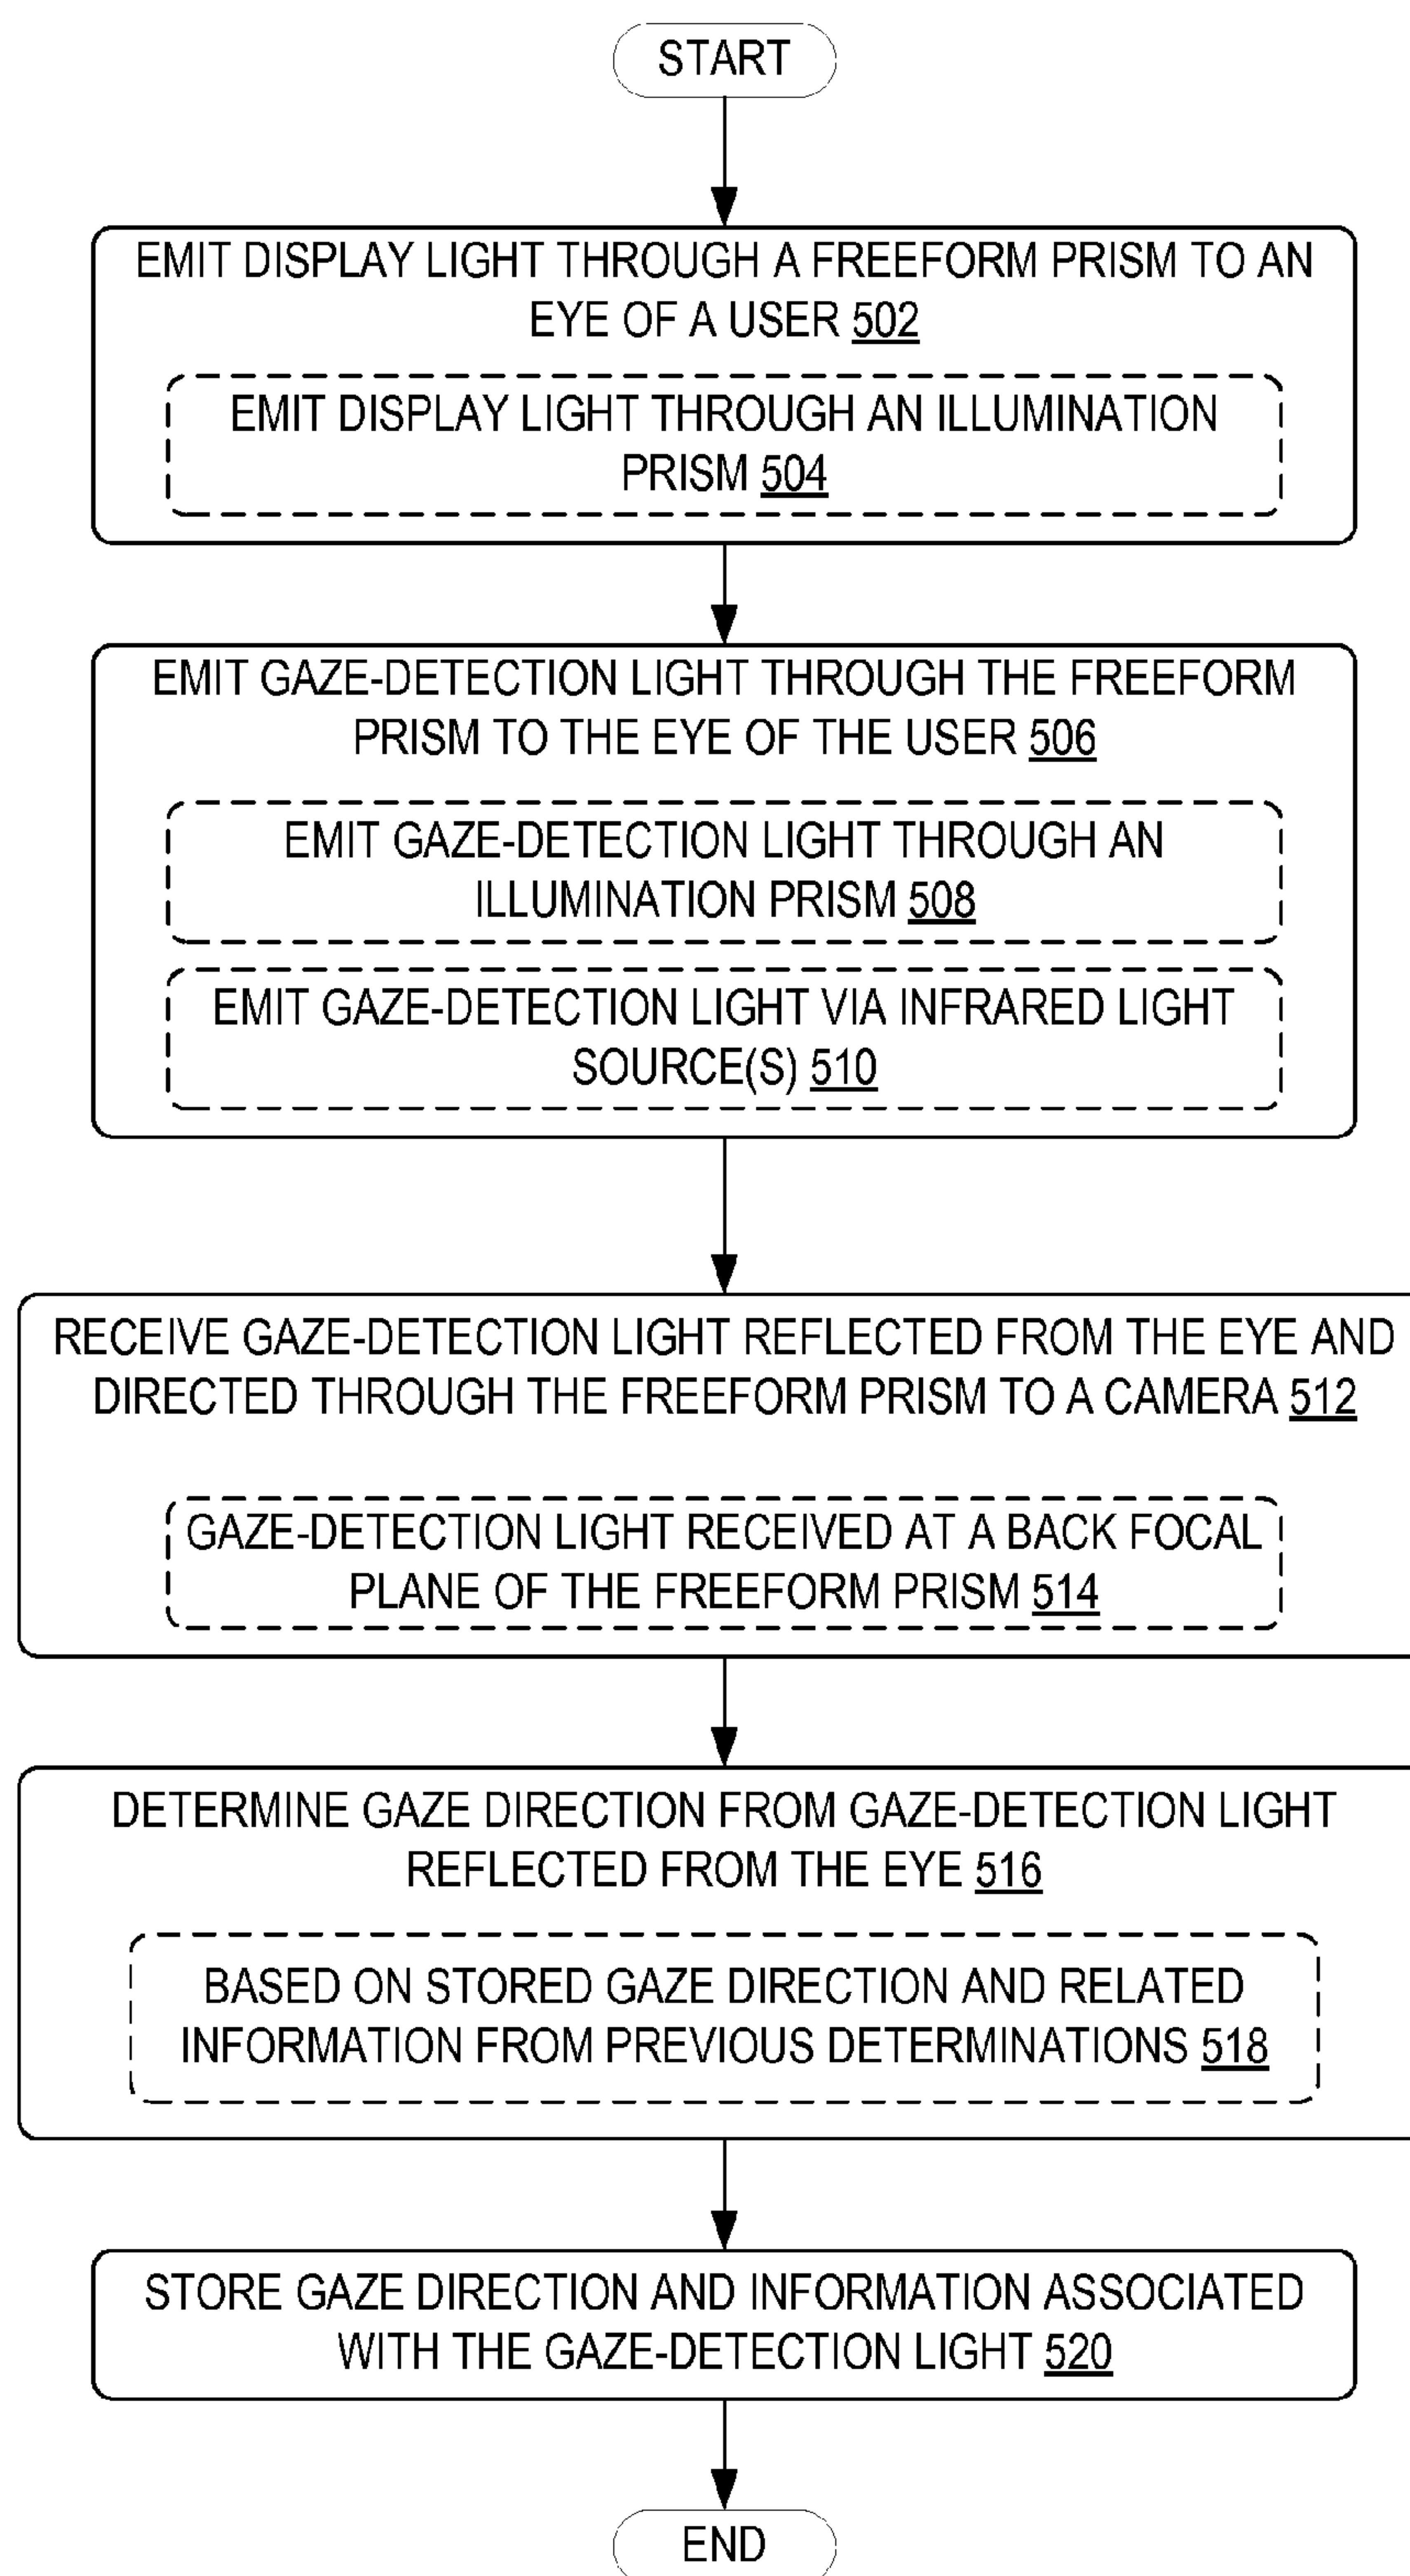 START
EMIT DISPLAY LIGHT THROUGH A FREEFORM PRISM TO AN
EYE OF A USER 502
EMIT DISPLAY LIGHT THROUGH AN ILLUMINATION
PRISM 504
EMIT GAZE-DETECTION LIGHT THROUGH THE FREEFORM
PRISM TO THE EYE OF THE USER 506
EMIT GAZE-DETECTION LIGHT THROUGH AN
ILLUMINATION PRISM 508
EMIT GAZE-DETECTION LIGHT VIA INFRARED LIGHT
SOURCE(S) 510
RECEIVE GAZE-DETECTION LIGHT REFLECTED FROM THE EYE AND
DIRECTED THROUGH THE FREEFORM PRISM TO A CAMERA 512
GAZE-DETECTION LIGHT RECEIVED AT A BACK FOCAL
PLANE OF THE FREEFORM PRISM 514
DETERMINE GAZE DIRECTION FROM GAZE-DETECTION LIGHT
REFLECTED FROM THE EYE 516
BASED ON STORED GAZE DIRECTION AND RELATED
INFORMATION FROM PREVIOUS DETERMINATIONS 518
STORE GAZE DIRECTION AND INFORMATION ASSOCIATED
WITH THE GAZE-DETECTION LIGHT 520
END